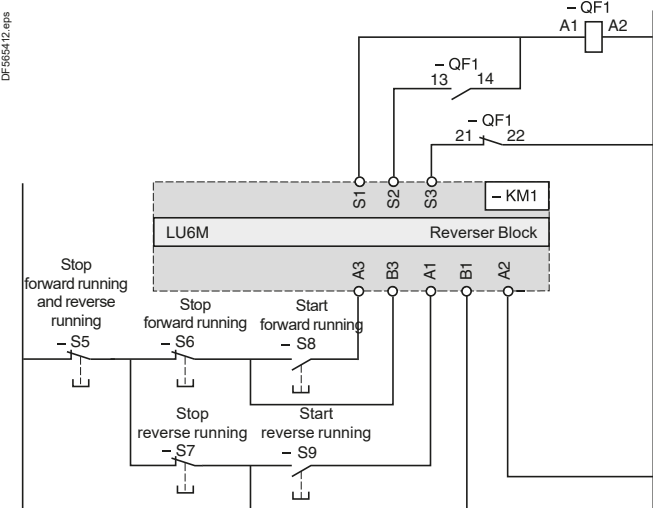 DF565412.eps
– QF1
A1 A2
– QF1
13 14
– QF1
21 22
S1 S2 S3
– KM1
LU6M Reverser Block
A3 B3 A1 B1 A2
Stop
forward running
and reverse
running
– S5
Stop
forward running
– S6
Start
forward running
– S8
Stop
reverse running
– S7
Start
reverse running
– S9